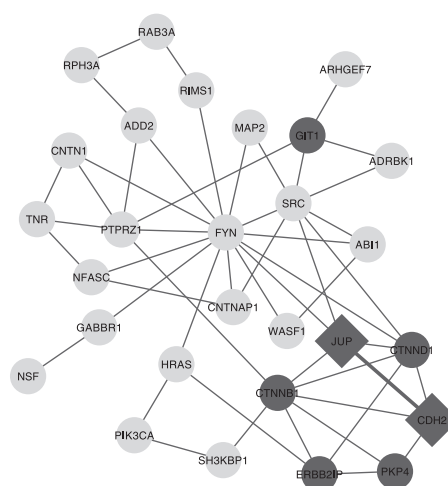 RAB3A
RPH3A
ARHGEF7
RIMS1
ADD2
MAP2
GIT1
CNTN1
ADRBK1
SRC
TNR
PTPRZ1
FYN
ABI1
NFASC
CNTNAP1
GABBR1
WASF1
JUP
CTNND1
NSF
HRAS
CTNNB1
CDH2
PIK3CA
SH3KBP1
ERBB2IP
PKP4